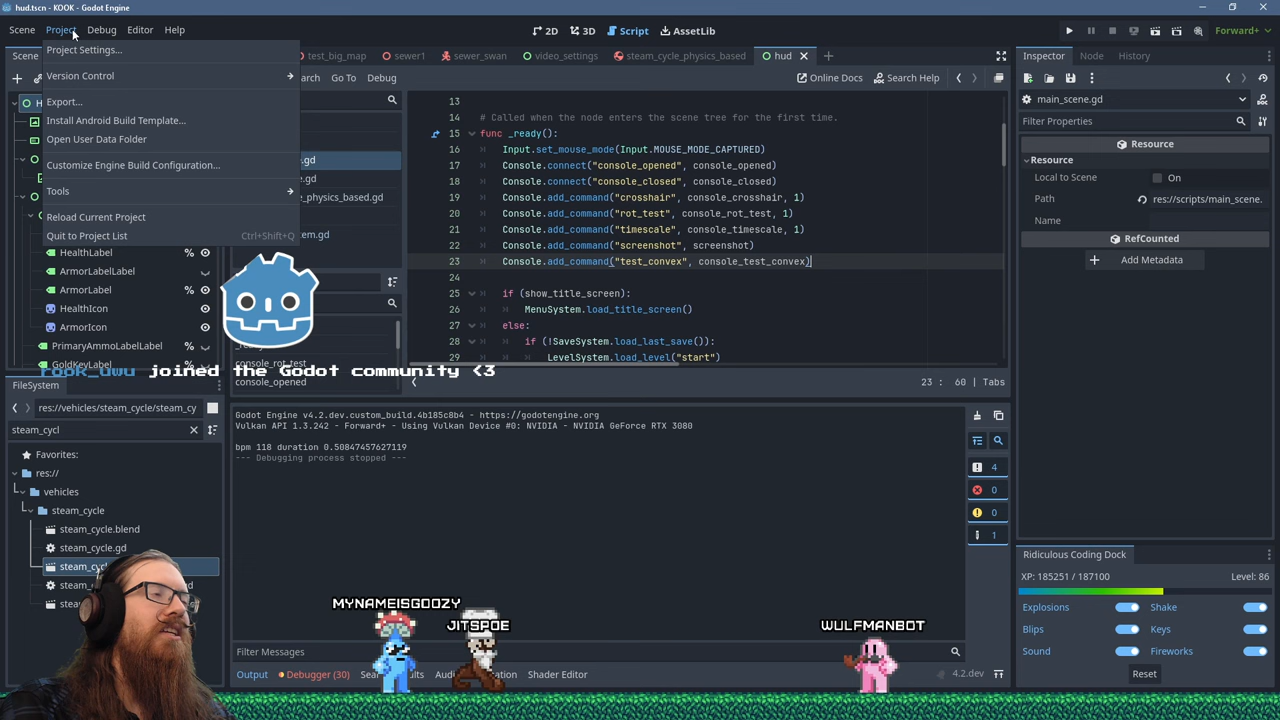 hud.tscn - KOOK - Godot Engine
Scene Project Debug Editor Help
2D 3D Script AssetLib
Forward+
Project Settings...
Version Control
Export...
Install Android Build Template...
Open User Data Folder
Customize Engine Build Configuration...
Tools
Reload Current Project
Quit to Project List Ctrl+Shift+Q
Scene
test_big_map sewer1 sewer_swan video_settings steam_cycle_physics_based hud
Go To Debug
Online Docs Search Help
HealthLabel
ArmorLabelLabel
ArmorLabel
HealthIcon
ArmorIcon
PrimaryAmmoLabelLabel
GoldKeyLabel
console_rot_test
console_opened
13
14 # Called when the node enters the scene tree for the first time.
15 func _ready():
16 Input.set_mouse_mode(Input.MOUSE_MODE_CAPTURED)
17 Console.connect("console_opened", console_opened)
18 Console.connect("console_closed", console_closed)
19 Console.add_command("crosshair", console_crosshair, 1)
20 Console.add_command("rot_test", console_rot_test, 1)
21 Console.add_command("timescale", console_timescale, 1)
22 Console.add_command("screenshot", screenshot)
23 Console.add_command("test_convex", console_test_convex)
24
25 if (show_title_screen):
26 MenuSystem.load_title_screen()
27 else:
28 if (!SaveSystem.load_last_save()):
29 LevelSystem.load_level("start")
23 : 60 | Tabs
joined the Godot community <3
FileSystem
res://vehicles/steam_cycle/steam_cy
steam_cycl
Favorites:
res://
vehicles
steam_cycle
steam_cycle.blend
steam_cycle.gd
Godot Engine v4.2.dev.custom_build.4b185c8b4 - https://godotengine.org
Vulkan API 1.3.242 - Forward+ - Using Vulkan Device #0: NVIDIA - NVIDIA GeForce RTX 3080
bpm 118 duration 0.50847457627119
--- Debugging process stopped ---
4
0
0
1
Filter Messages
Output Debugger (30) Shader Editor
4.2.dev
MYNAMEISGOOZY
JITSPOE
WULFMANBOT
Inspector Node History
main_scene.gd
Filter Properties
Resource
Resource
Local to Scene On
Path res://scripts/main_scene.
Name
RefCounted
Add Metadata
Ridiculous Coding Dock
XP: 185251 / 187100 Level: 86
Explosions Shake
Blips Keys
Sound Fireworks
Reset